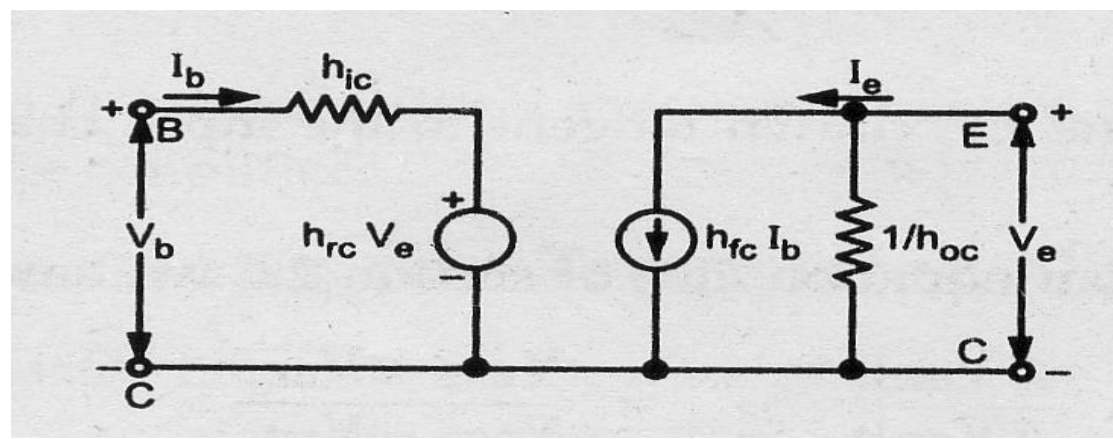 I_b h_ic I_e
+ B E +
V_b + h_rc V_e − h_fc I_b 1/h_oc V_e
− C C −